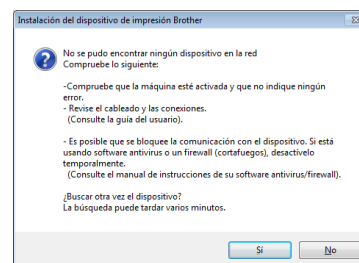 Instalación del dispositivo de impresión Brother
No se pudo encontrar ningún dispositivo en la red
Compruebe lo siguiente:
-Compruebe que la máquina esté activada y que no indique ningún
error.
- Revise el cableado y las conexiones.
(Consulte la guía del usuario).
- Es posible que se bloquee la comunicación con el dispositivo. Si está
usando software antivirus o un firewall (cortafuegos), desactívelo
temporalmente.
(Consulte el manual de instrucciones de su software antivirus/firewall).
¿Buscar otra vez el dispositivo?
La búsqueda puede tardar varios minutos.
Sí No